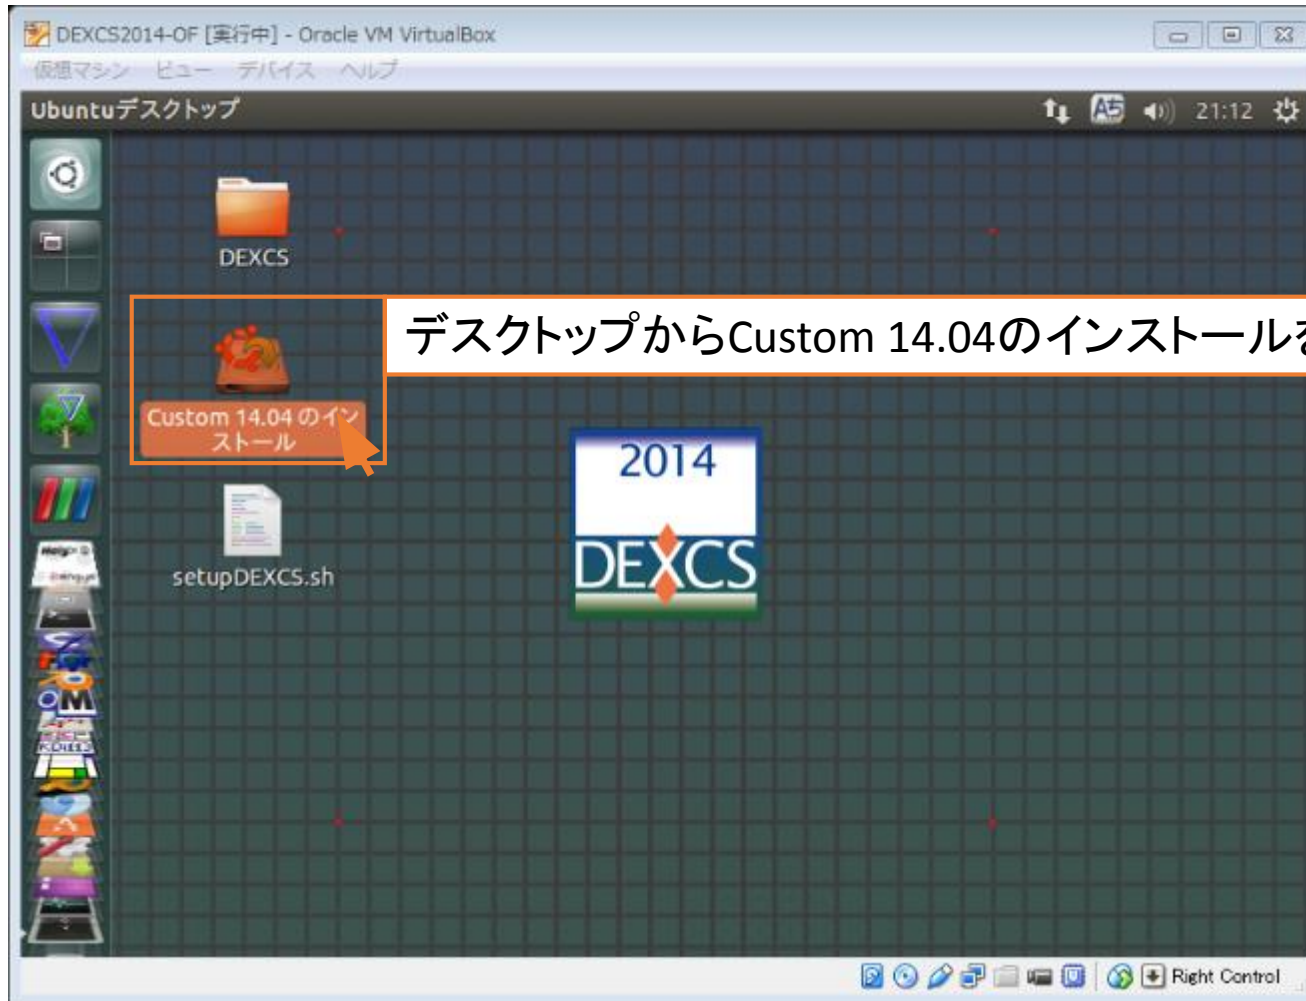 DEXCS2014-OF [実行中] - Oracle VM VirtualBox
仮想マシン ビュー デバイス ヘルプ
Ubuntuデスクトップ
21:12
DEXCS
デスクトップからCustom 14.04のインストールを
Custom 14.04 のイン
ストール
setupDEXCS.sh
2014
DEXCS
Right Control